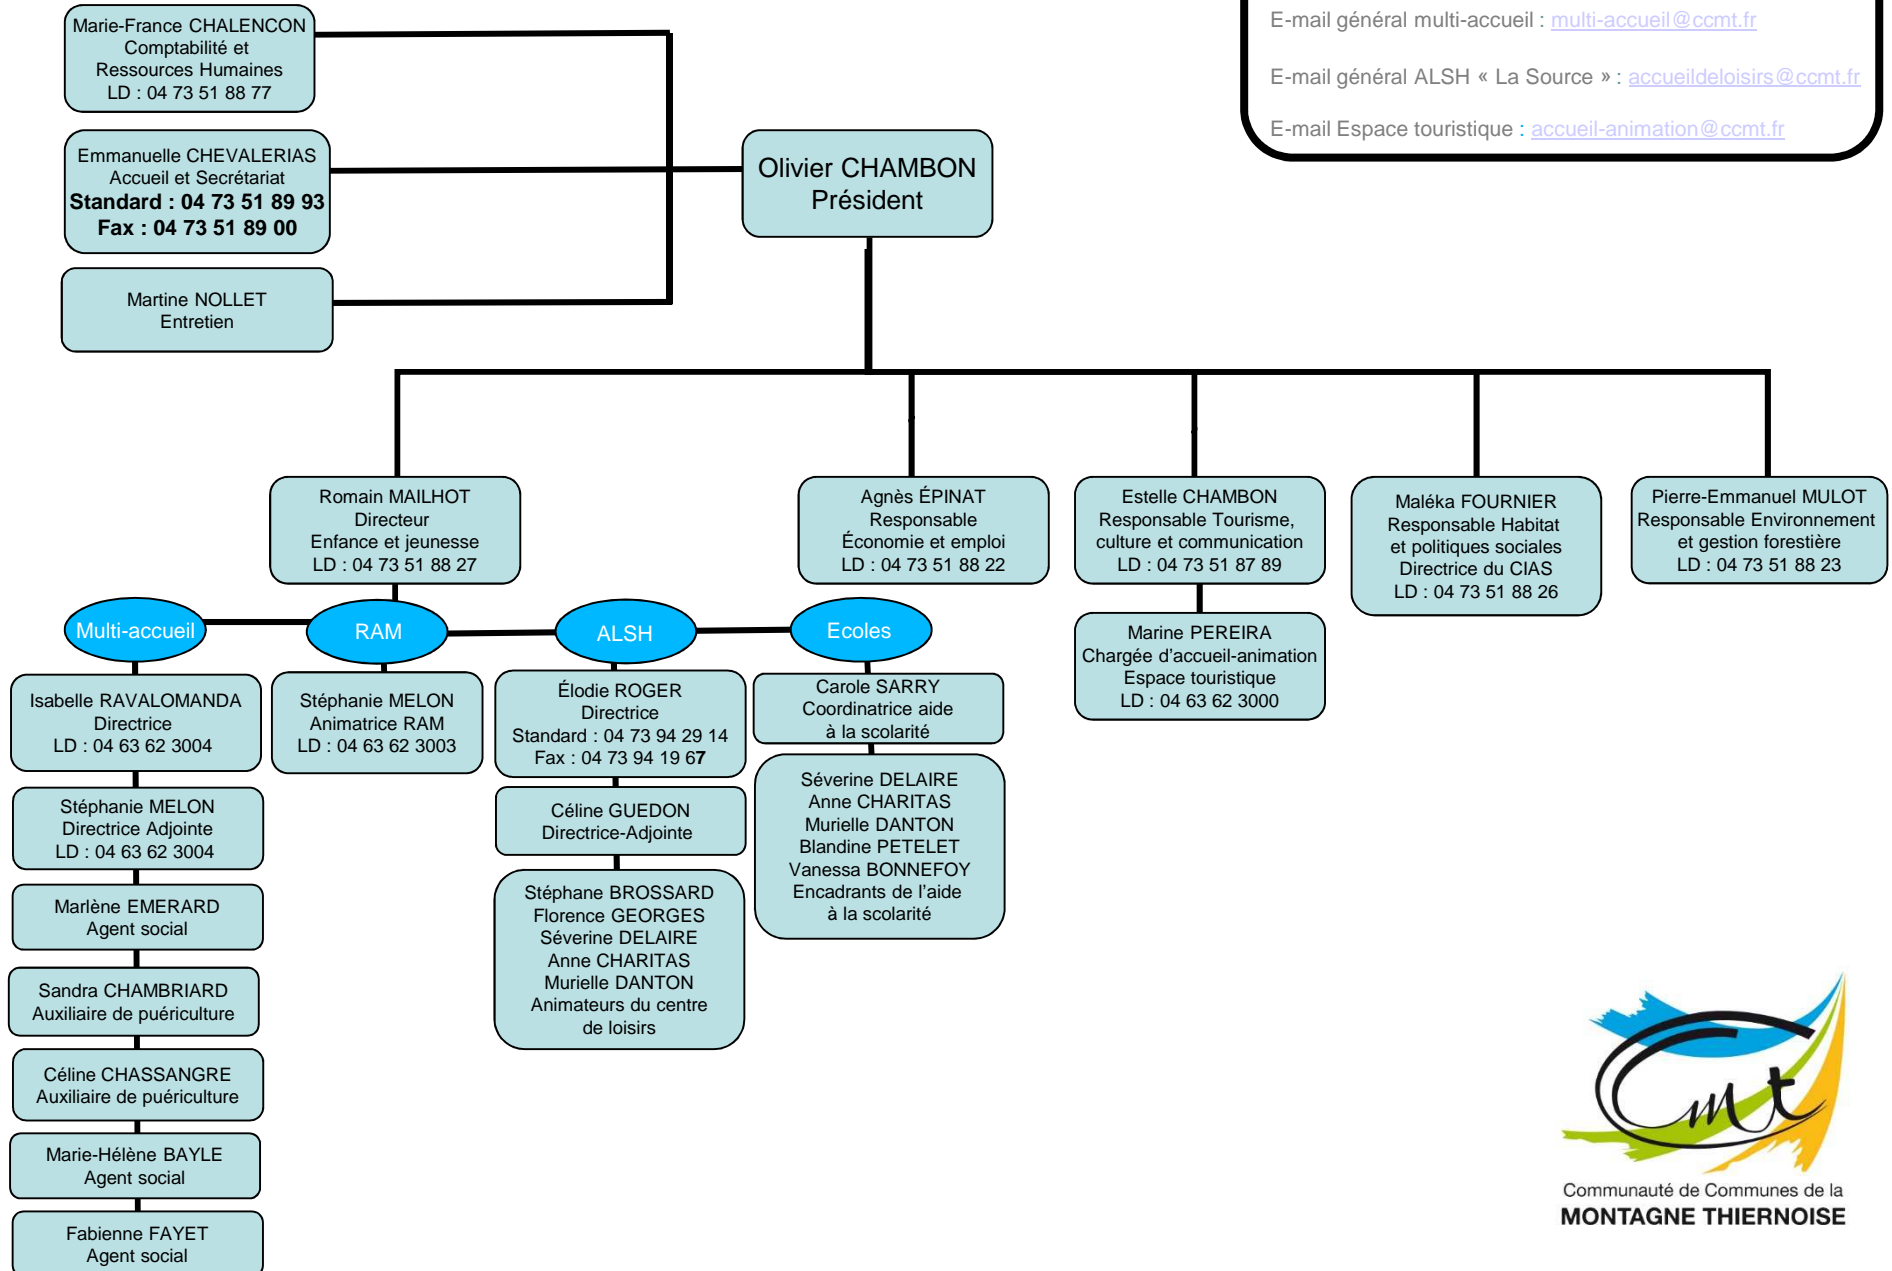 Marie-France CHALENCON
Comptabilité et
Ressources Humaines
LD : 04 73 51 88 77
E-mail général multi-accueil : multi-accueil@ccmt.fr
E-mail général ALSH « La Source » : accueildeloisirs@ccmt.fr
E-mail Espace touristique : accueil-animation@ccmt.fr
Emmanuelle CHEVALERIAS
Accueil et Secrétariat
Standard : 04 73 51 89 93
Fax : 04 73 51 89 00
Olivier CHAMBON
Président
Martine NOLLET
Entretien
Romain MAILHOT
Directeur
Enfance et jeunesse
LD : 04 73 51 88 27
Agnès ÉPINAT
Responsable
Économie et emploi
LD : 04 73 51 88 22
Estelle CHAMBON
Responsable Tourisme,
culture et communication
LD : 04 73 51 87 89
Maléka FOURNIER
Responsable Habitat
et politiques sociales
Directrice du CIAS
LD : 04 73 51 88 26
Pierre-Emmanuel MULOT
Responsable Environnement
et gestion forestière
LD : 04 73 51 88 23
Multi-accueil
RAM
ALSH
Ecoles
Marine PEREIRA
Chargée d'accueil-animation
Espace touristique
LD : 04 63 62 3000
Isabelle RAVALOMANDA
Directrice
LD : 04 63 62 3004
Stéphanie MELON
Animatrice RAM
LD : 04 63 62 3003
Élodie ROGER
Directrice
Standard : 04 73 94 29 14
Fax : 04 73 94 19 67
Carole SARRY
Coordinatrice aide
à la scolarité
Stéphanie MELON
Directrice Adjointe
LD : 04 63 62 3004
Céline GUEDON
Directrice-Adjointe
Séverine DELAIRE
Anne CHARITAS
Murielle DANTON
Blandine PETELET
Vanessa BONNEFOY
Encadrants de l'aide
à la scolarité
Marlène EMERARD
Agent social
Stéphane BROSSARD
Florence GEORGES
Séverine DELAIRE
Anne CHARITAS
Murielle DANTON
Animateurs du centre
de loisirs
Sandra CHAMBRIARD
Auxiliaire de puériculture
Céline CHASSANGRE
Auxiliaire de puériculture
Marie-Hélène BAYLE
Agent social
Fabienne FAYET
Agent social
Cmt
Communauté de Communes de la
MONTAGNE THIERNOISE